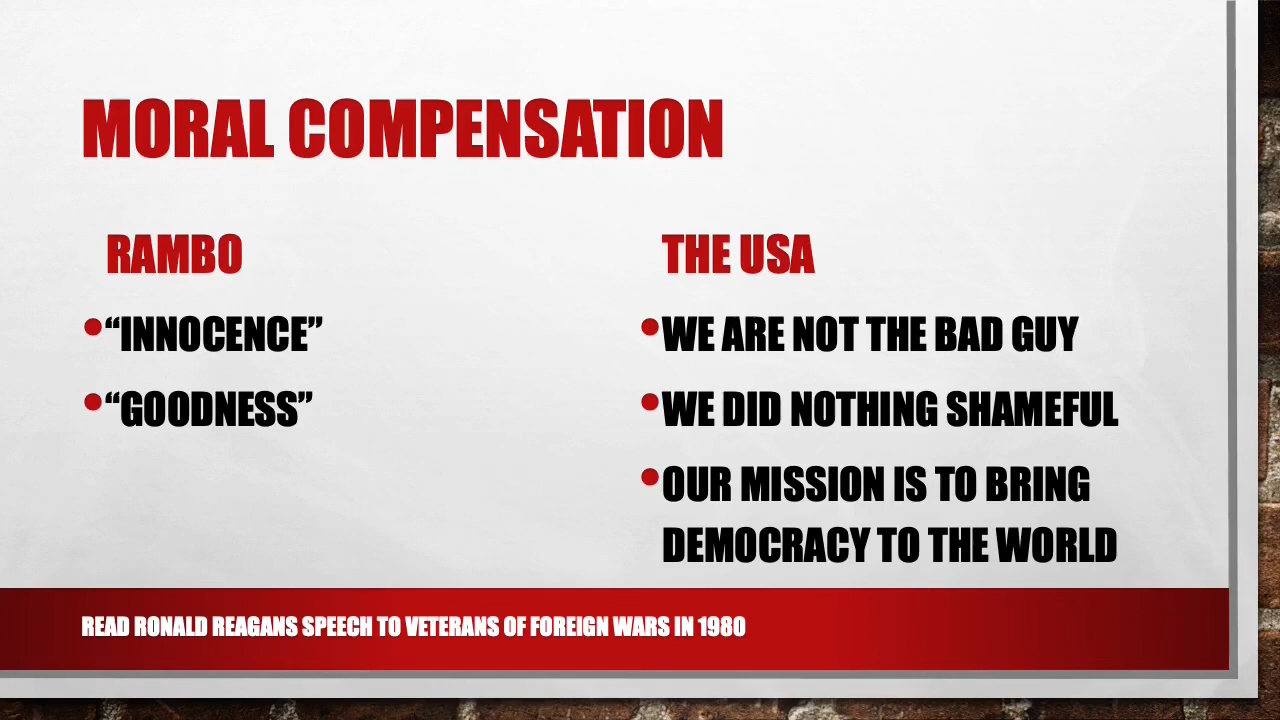 MORAL COMPENSATION
RAMBO
• “INNOCENCE”
• “GOODNESS”
THE USA
• WE ARE NOT THE BAD GUY
• WE DID NOTHING SHAMEFUL
• OUR MISSION IS TO BRING
DEMOCRACY TO THE WORLD
READ RONALD REAGANS SPEECH TO VETERANS OF FOREIGN WARS IN 1980